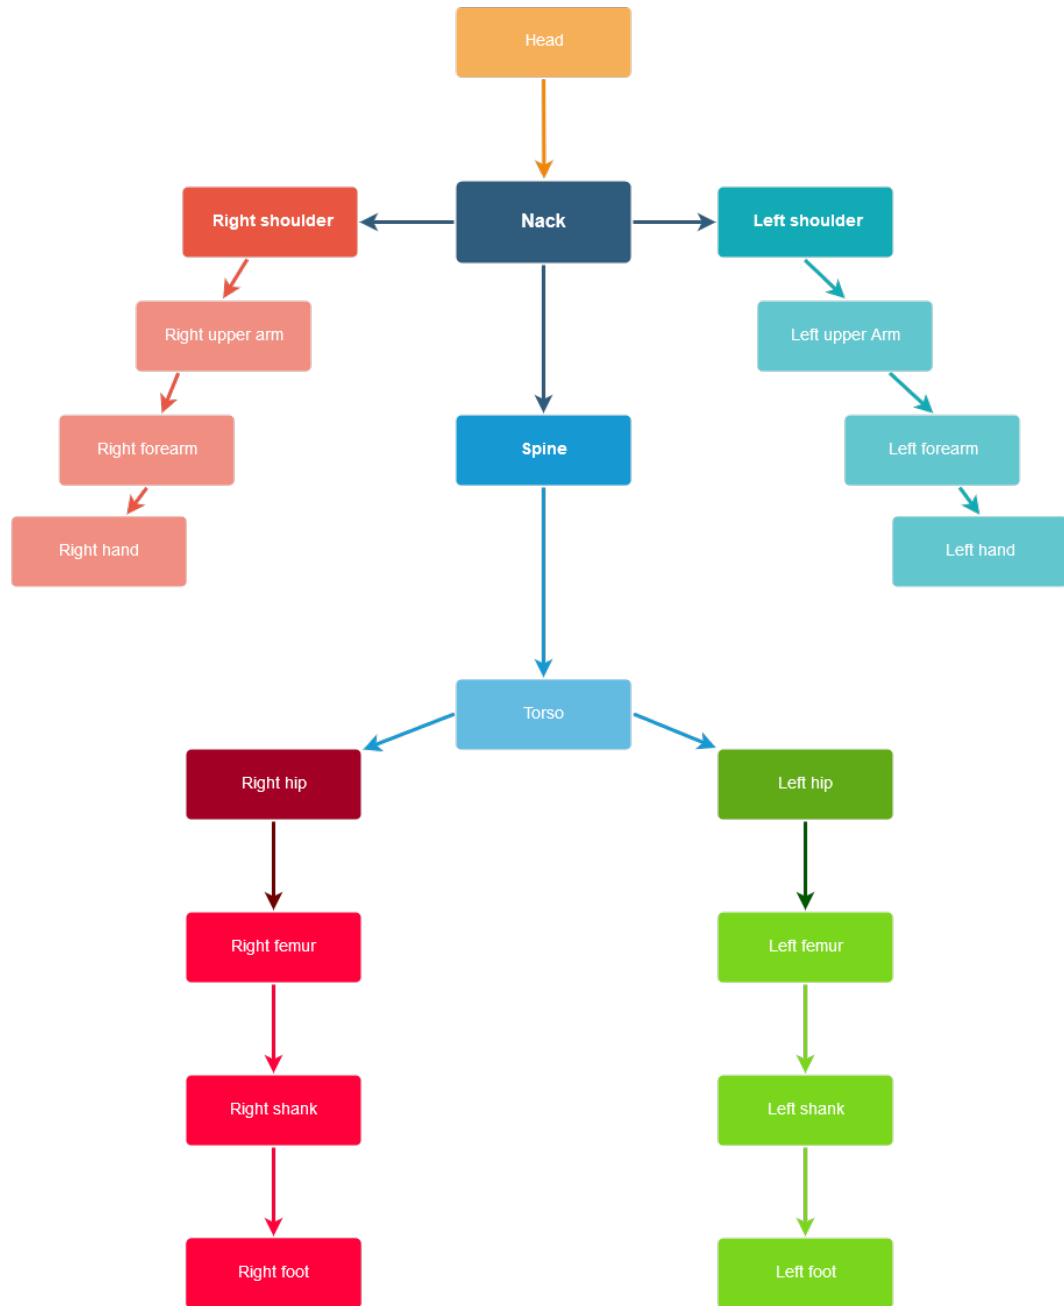 Head
Right shoulder
Nack
Left shoulder
Right upper arm
Left upper Arm
Right forearm
Spine
Left forearm
Right hand
Left hand
Torso
Right hip
Left hip
Right femur
Left femur
Right shank
Left shank
Right foot
Left foot